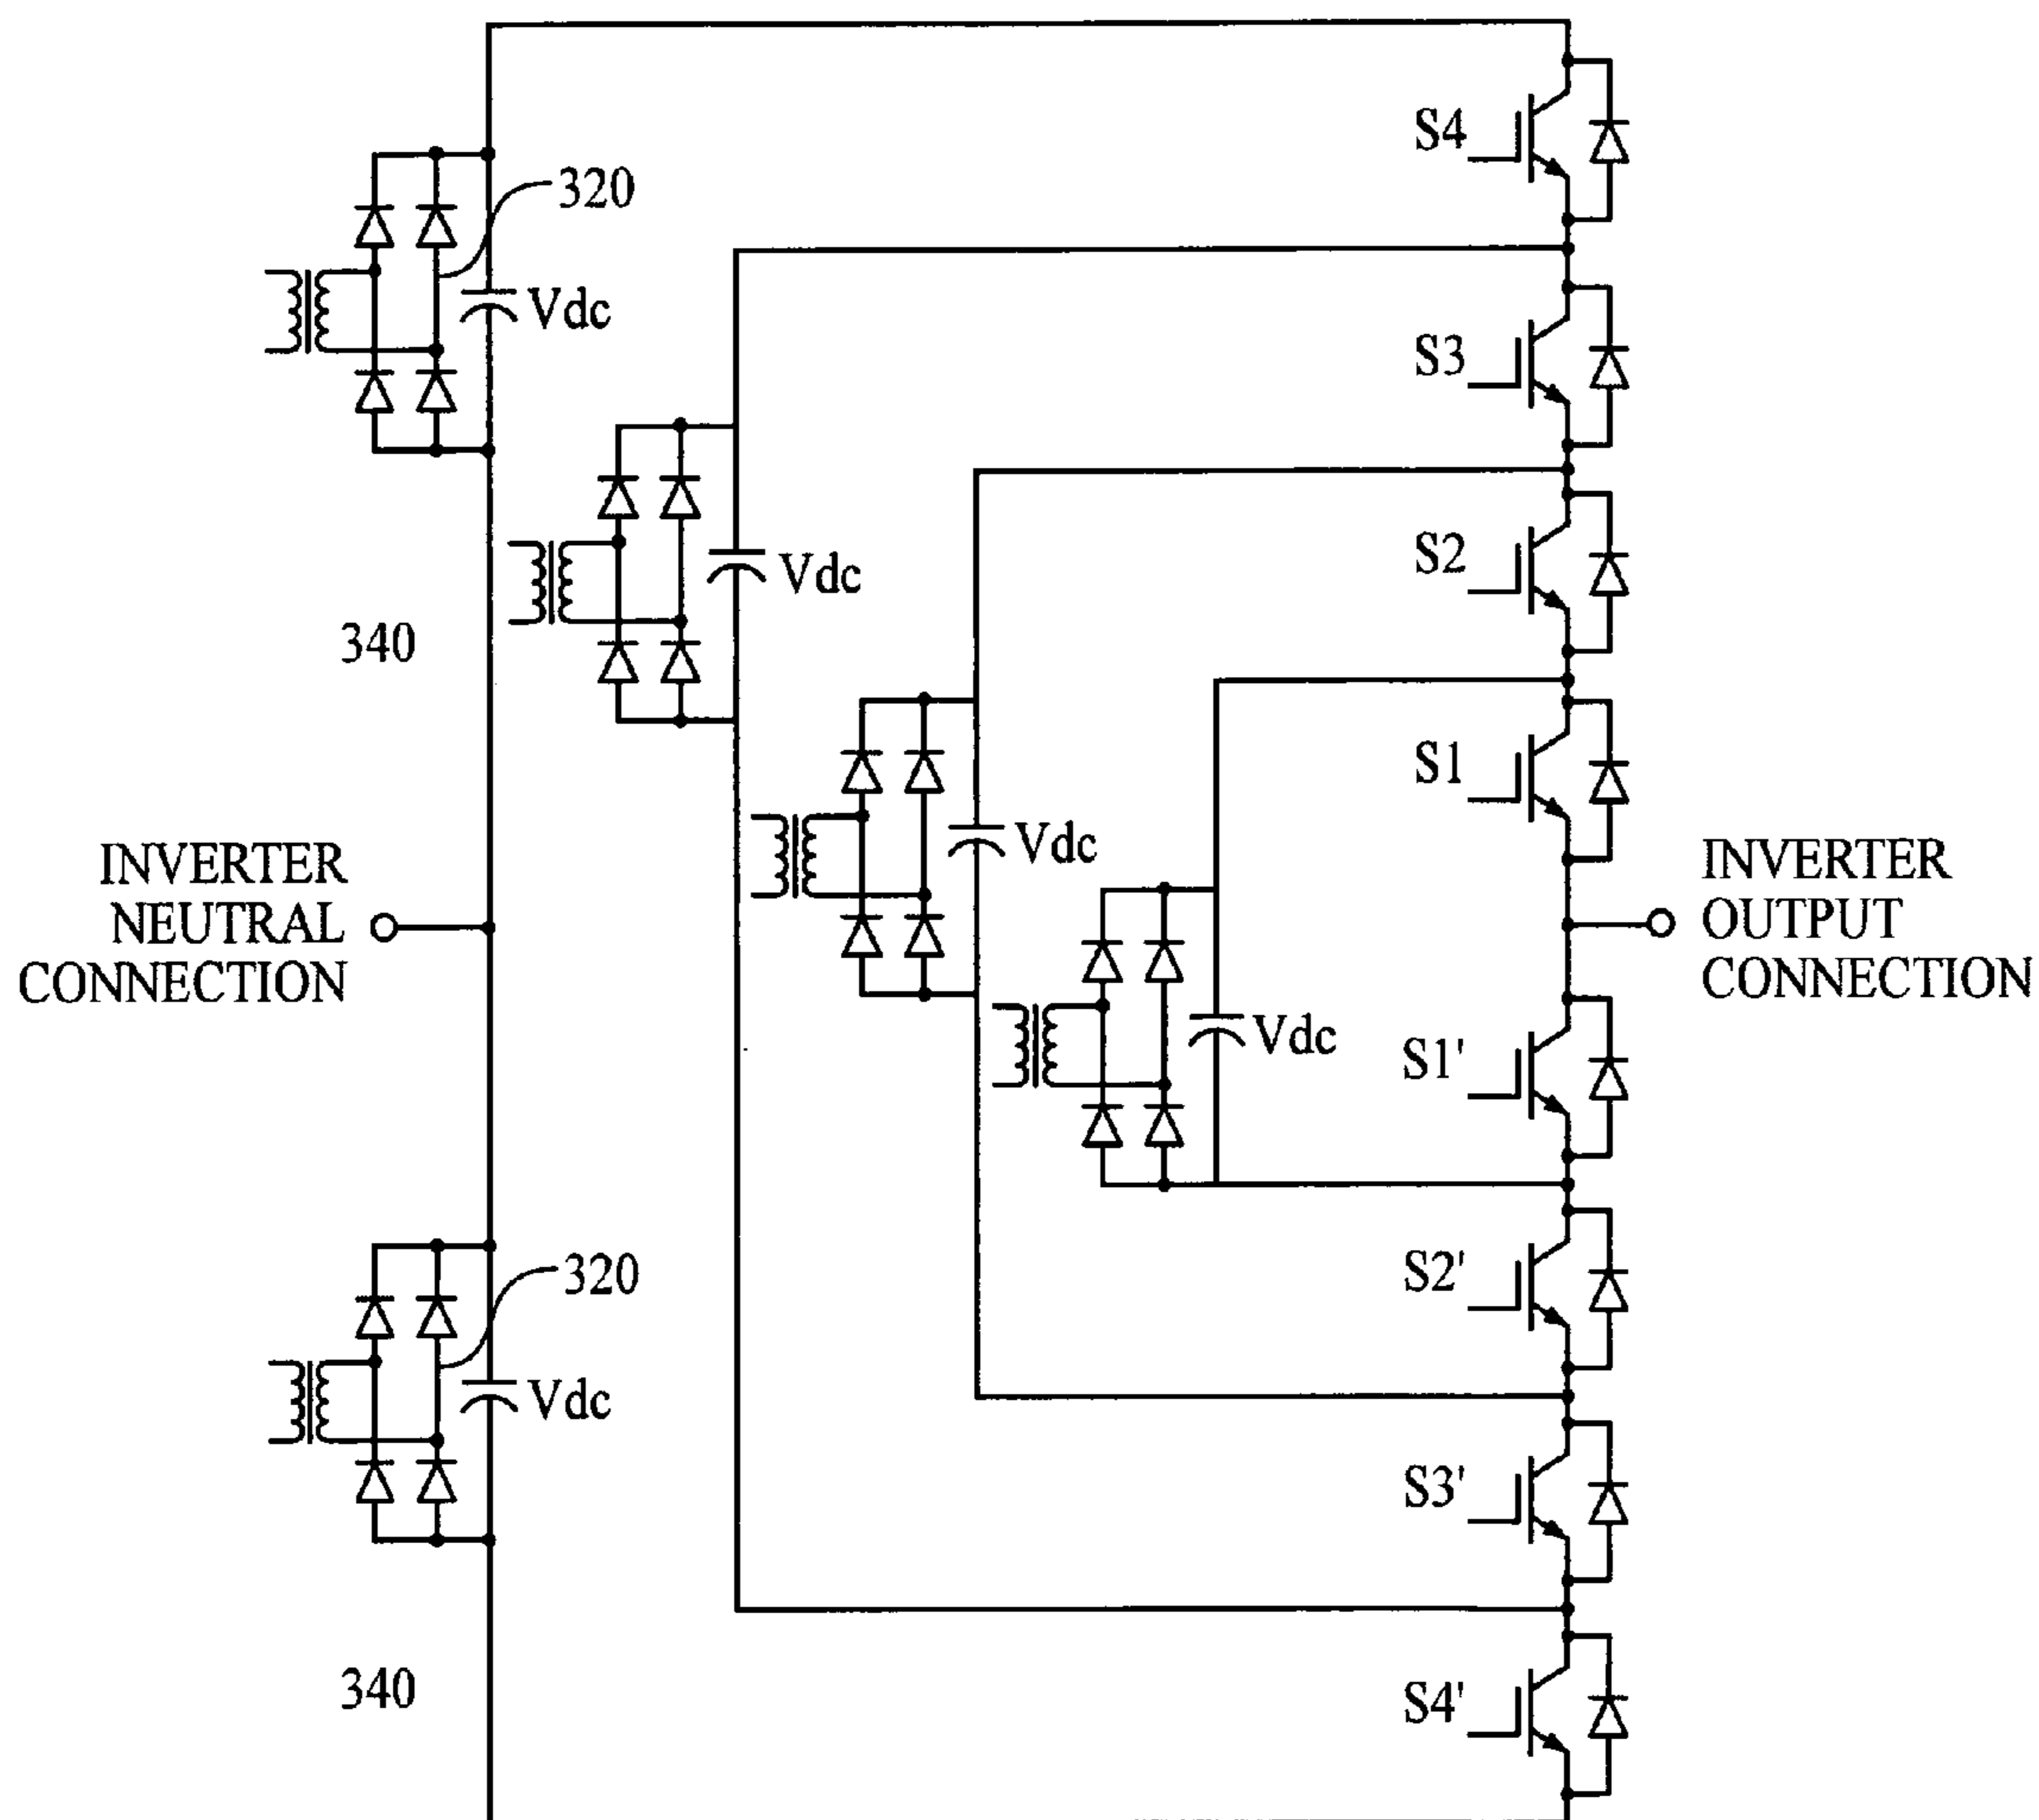 S4
320
Vdc
S3
Vdc
S2
340
S1
Vdc
INVERTER
NEUTRAL
CONNECTION
INVERTER
OUTPUT
CONNECTION
Vdc
S1'
S2'
320
Vdc
S3'
340
S4'